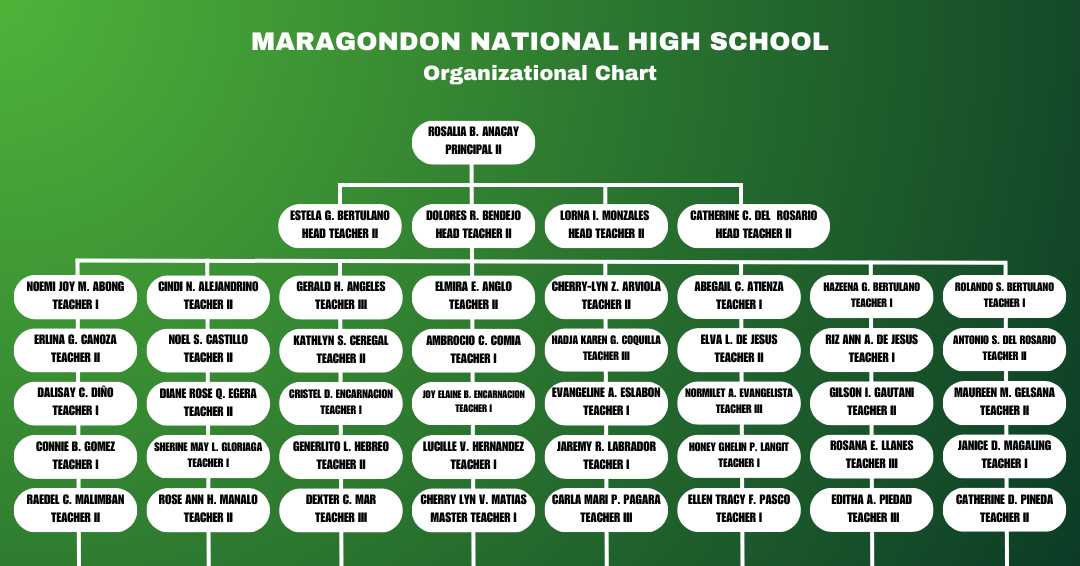 MARAGONDON NATIONAL HIGH SCHOOL
Organizational Chart
ROSALIA B. ANACAY
PRINCIPAL II
ESTELA G. BERTULANO
HEAD TEACHER II
DOLORES R. BENDEJO
HEAD TEACHER II
LORNA I. MONZALES
HEAD TEACHER II
CATHERINE C. DEL ROSARIO
HEAD TEACHER II
NOEMI JOY M. ABONG
TEACHER I
CINDI N. ALEJANDRINO
TEACHER II
GERALD H. ANGELES
TEACHER III
ELMIRA E. ANGLO
TEACHER II
CHERRY-LYN Z. ARVIOLA
TEACHER II
ABEGAIL C. ATIENZA
TEACHER I
HAZEENA G. BERTULANO
TEACHER I
ROLANDO S. BERTULANO
TEACHER I
ERLINA G. CANOZA
TEACHER II
NOEL S. CASTILLO
TEACHER II
KATHLYN S. CEREGAL
TEACHER II
AMBROCIO C. COMIA
TEACHER I
HADJA KAREN G. COQUILLA
TEACHER III
ELVA L. DE JESUS
TEACHER II
RIZ ANN A. DE JESUS
TEACHER I
ANTONIO S. DEL ROSARIO
TEACHER II
DALISAY C. DIÑO
TEACHER I
DIANE ROSE Q. EGERA
TEACHER II
CRISTEL D. ENCARNACION
TEACHER I
JOY ELAINE B. ENCARNACION
TEACHER I
EVANGELINE A. ESLABON
TEACHER I
NORMILET A. EVANGELISTA
TEACHER III
GILSON I. GAUTANI
TEACHER II
MAUREEN M. GELSANA
TEACHER II
CONNIE B. GOMEZ
TEACHER I
SHERINE MAY L. GLORIAGA
TEACHER I
GENERLITO L. HEBREO
TEACHER II
LUCILLE V. HERNANDEZ
TEACHER I
JAREMY R. LABRADOR
TEACHER I
HONEY GHELIN P. LANGIT
TEACHER I
ROSANA E. LLANES
TEACHER III
JANICE D. MAGALING
TEACHER I
RAEDEL C. MALIMBAN
TEACHER II
ROSE ANN H. MANALO
TEACHER II
DEXTER C. MAR
TEACHER III
CHERRY LYN V. MATIAS
MASTER TEACHER I
CARLA MARI P. PAGARA
TEACHER III
ELLEN TRACY F. PASCO
TEACHER I
EDITHA A. PIEDAD
TEACHER III
CATHERINE D. PINEDA
TEACHER II